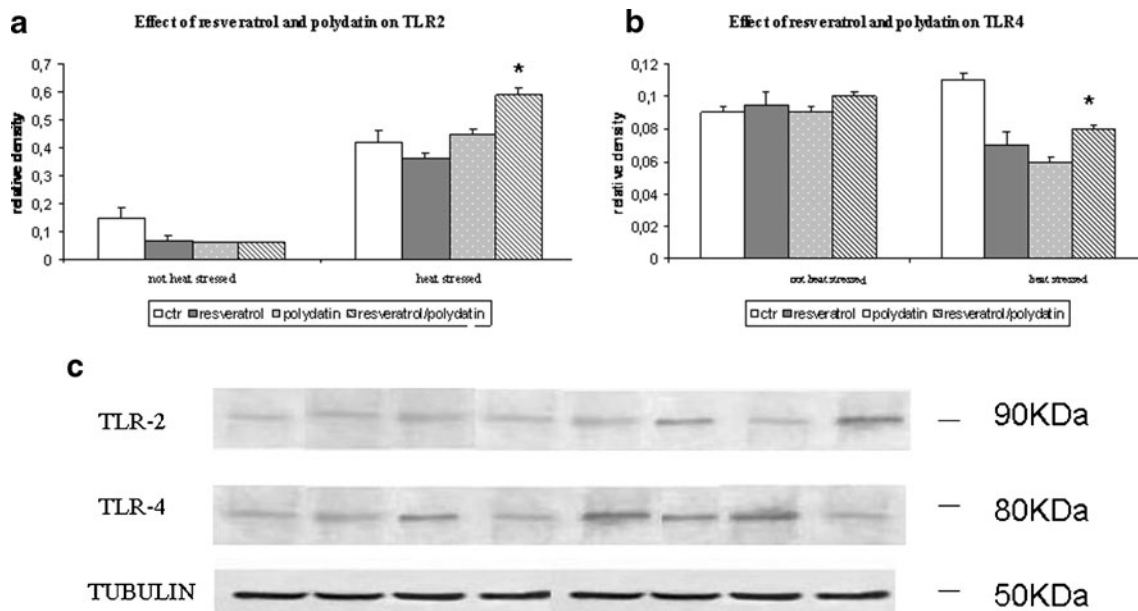 a
Effect of resveratrol and polydatin on TLR2
relative density
0,7
0,6
0,5
0,4
0,3
0,2
0,1
0
*
not heat stressed
heat stressed
ctr resveratrol polydatin resveratrol/polydatin
b
Effect of resveratrol and polydatin on TLR4
relative density
0,12
0,1
0,08
0,06
0,04
0,02
0
*
not heat stressed
heat stressed
ctr resveratrol polydatin resveratrol/polydatin
c
TLR-2
90KDa
TLR-4
80KDa
TUBULIN
50KDa